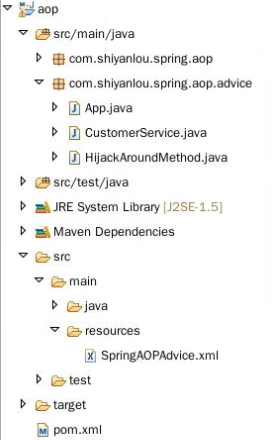 aop
src/main/java
com.shiyanlou.spring.aop
com.shiyanlou.spring.aop.advice
App.java
CustomerService.java
HijackAroundMethod.java
src/test/java
JRE System Library [J2SE-1.5]
Maven Dependencies
src
main
java
resources
SpringAOPAdvice.xml
test
target
pom.xml